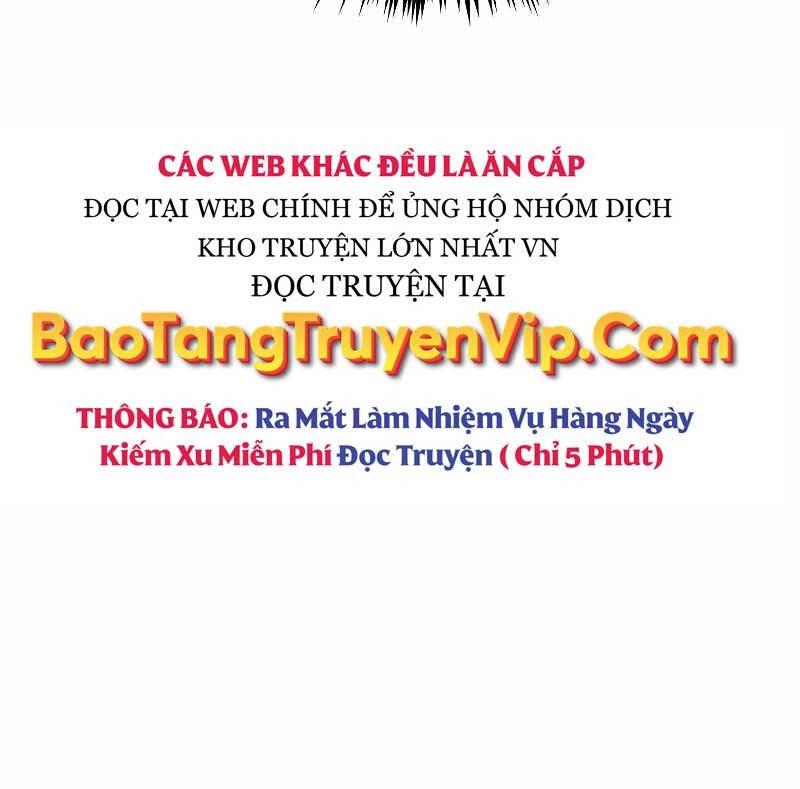 CÁC WEB KHÁC ĐỀU LÀ ĂN CẮP
ĐỌC TẠI WEB CHÍNH ĐỂ ỦNG HỘ NHÓM DỊCH
KHO TRUYỆN LỚN NHẤT VN
ĐỌC TRUYỆN TẠI
BaoTangTruyenVip.Com
THÔNG BÁO: Ra Mắt Làm Nhiệm Vụ Hàng Ngày
Kiếm Xu Miễn Phí Đọc Truyện ( Chỉ 5 Phút)